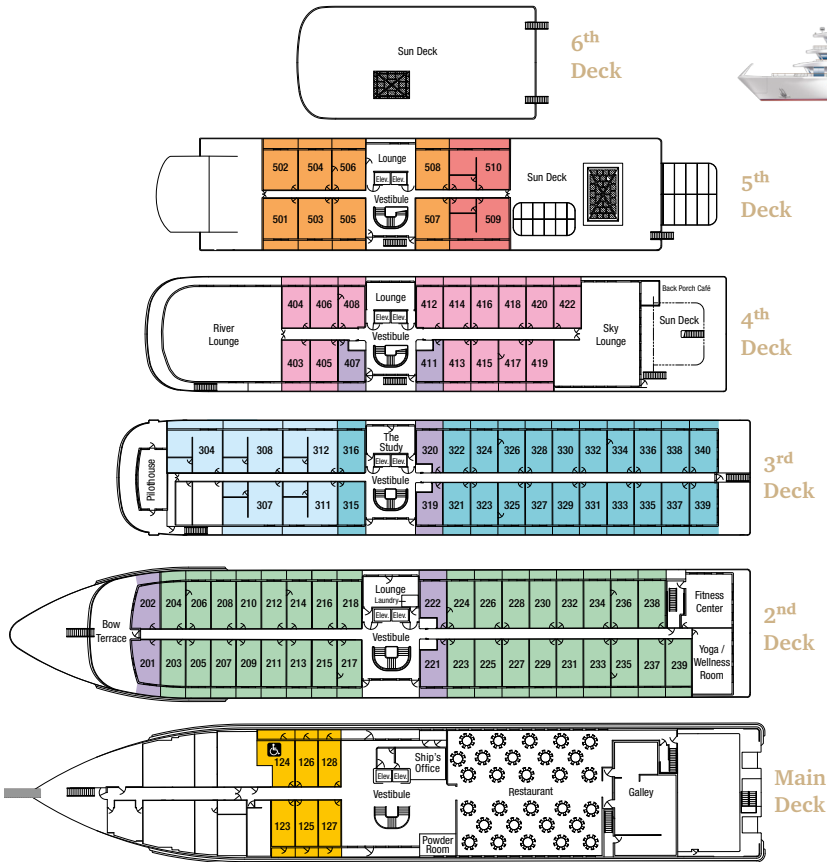 6th
Deck
Sun Deck
5th
Deck
502 504 506 Lounge 508 510
Elev. Elev.
Sun Deck
Vestibule
501 503 505 507 509
4th
Deck
404 406 408 Lounge 412 414 416 418 420 422
Back Porch Café
Elev. Elev.
River
Lounge
Vestibule
Sky
Lounge
Sun Deck
403 405 407 411 413 415 417 419
3rd
Deck
304 308 312 316 The
Study
320 322 324 326 328 330 332 334 336 338 340
Elev. Elev.
Pilothouse
Vestibule
307 311 315 319 321 323 325 327 329 331 333 335 337 339
2nd
Deck
202 204 206 208 210 212 214 216 218 Lounge
Laundry
222 224 226 228 230 232 234 236 238
Fitness
Center
Elev. Elev.
Bow
Terrace
Vestibule
201 203 205 207 209 211 213 215 217 221 223 225 227 229 231 233 235 237 239
Yoga /
Wellness
Room
Main
Deck
124 126 128
Ship's
Office
Elev. Elev.
Vestibule
Restaurant
Galley
123 125 127
Powder
Room